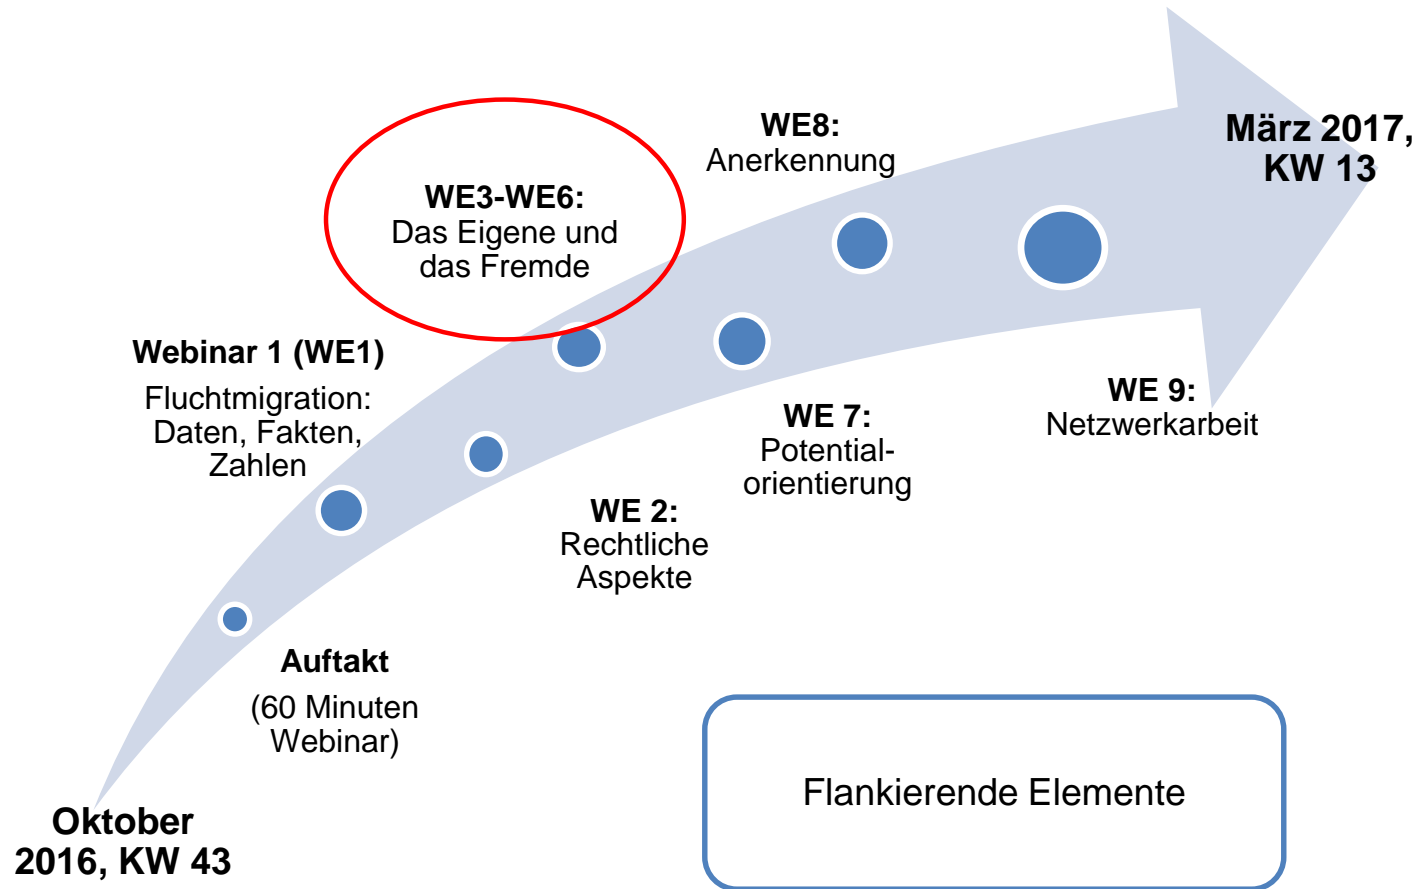 WE8:
Anerkennung
März 2017,
KW 13
WE3-WE6:
Das Eigene und
das Fremde
Webinar 1 (WE1)
Fluchtmigration:
Daten, Fakten,
Zahlen
WE 9:
Netzwerkarbeit
WE 7:
Potential-
orientierung
WE 2:
Rechtliche
Aspekte
Auftakt
(60 Minuten
Webinar)
Flankierende Elemente
Oktober
2016, KW 43